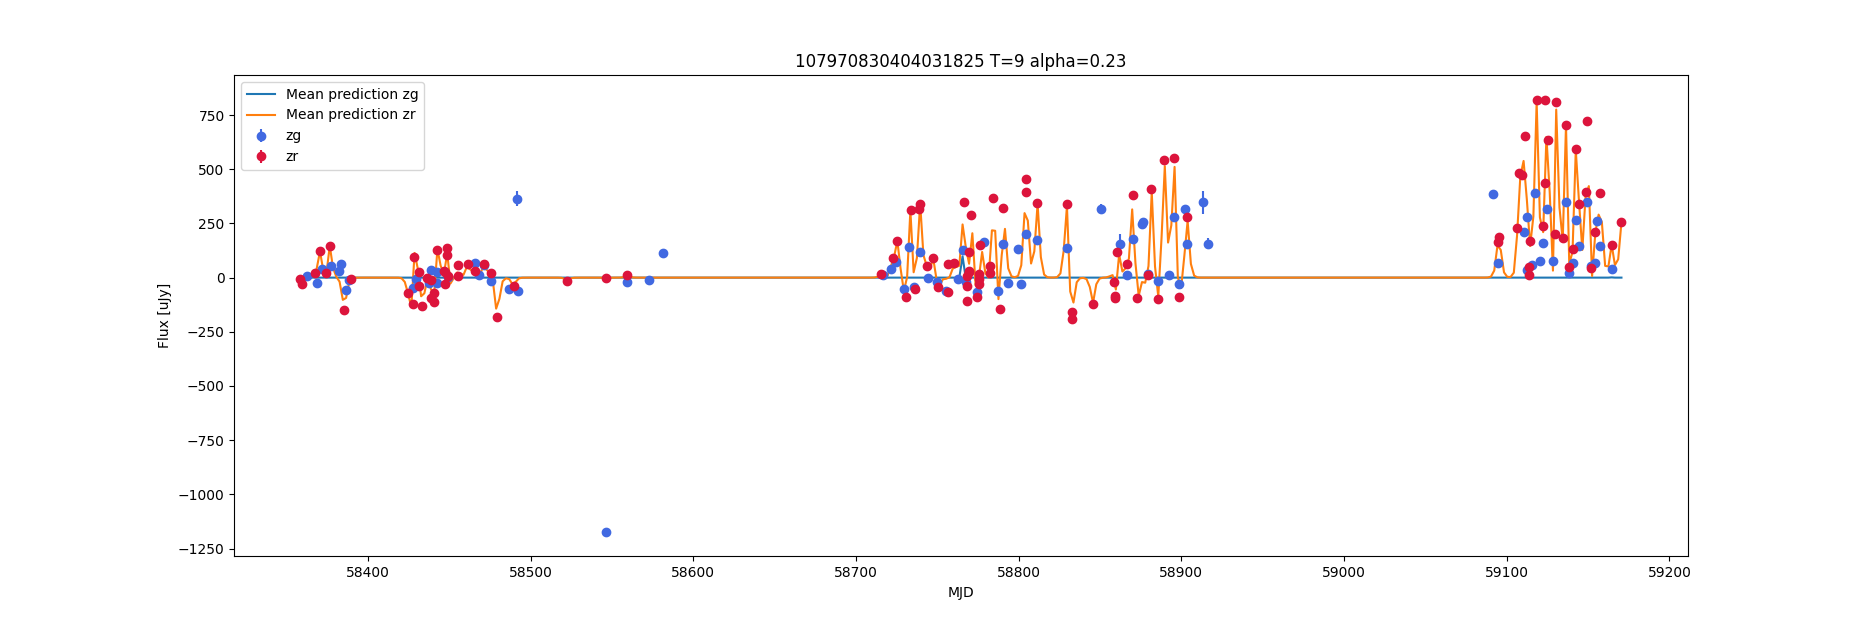 107970830404031825 T=9 alpha=0.23
Mean prediction zg
Mean prediction zr
zg
zr
Flux [uJy]
750
500
250
0
−250
−500
−750
−1000
−1250
58400 58500 58600 58700 58800 58900 59000 59100 59200
MJD